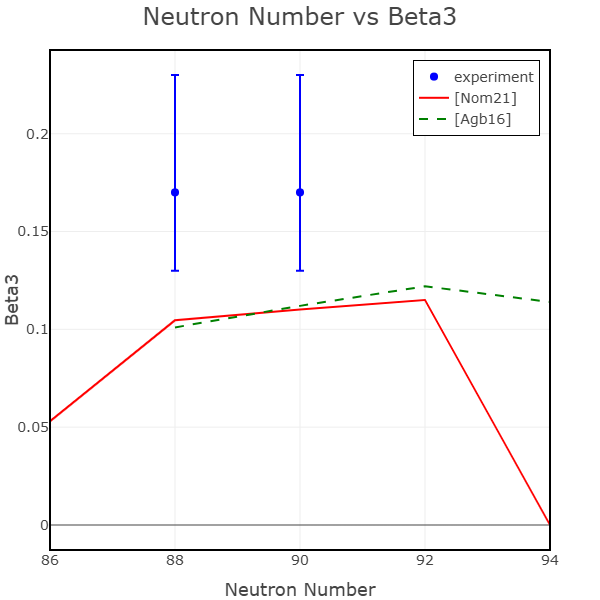 Neutron Number vs Beta3
experiment
[Nom21]
[Agb16]
Beta3
0.2
0.15
0.1
0.05
0
86
88
90
92
94
Neutron Number